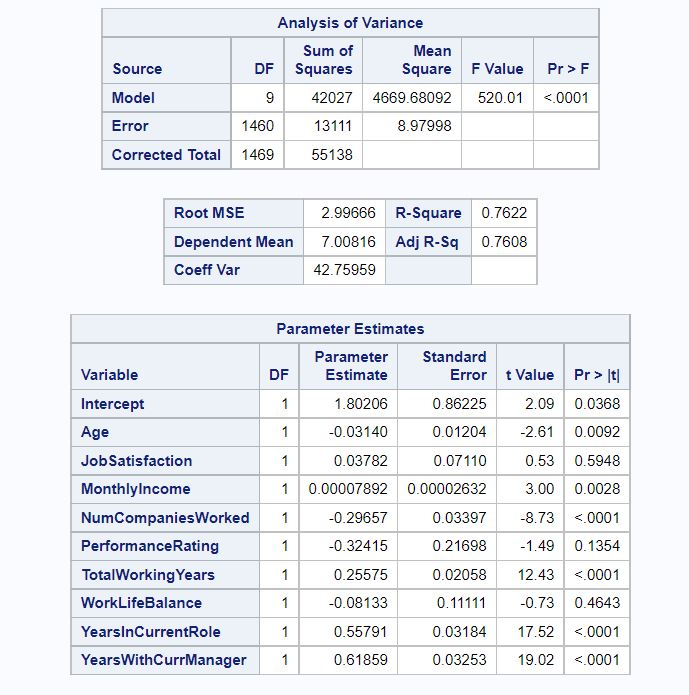 Analysis of Variance
Source DF Sum of Squares Mean Square F Value Pr > F
Model 9 42027 4669.68092 520.01 <.0001
Error 1460 13111 8.97998
Corrected Total 1469 55138
Root MSE 2.99666 R-Square 0.7622
Dependent Mean 7.00816 Adj R-Sq 0.7608
Coeff Var 42.75959
Parameter Estimates
Variable DF Parameter Estimate Standard Error t Value Pr > |t|
Intercept 1 1.80206 0.86225 2.09 0.0368
Age 1 -0.03140 0.01204 -2.61 0.0092
JobSatisfaction 1 0.03782 0.07110 0.53 0.5948
MonthlyIncome 1 0.00007892 0.00002632 3.00 0.0028
NumCompaniesWorked 1 -0.29657 0.03397 -8.73 <.0001
PerformanceRating 1 -0.32415 0.21698 -1.49 0.1354
TotalWorkingYears 1 0.25575 0.02058 12.43 <.0001
WorkLifeBalance 1 -0.08133 0.11111 -0.73 0.4643
YearsInCurrentRole 1 0.55791 0.03184 17.52 <.0001
YearsWithCurrManager 1 0.61859 0.03253 19.02 <.0001